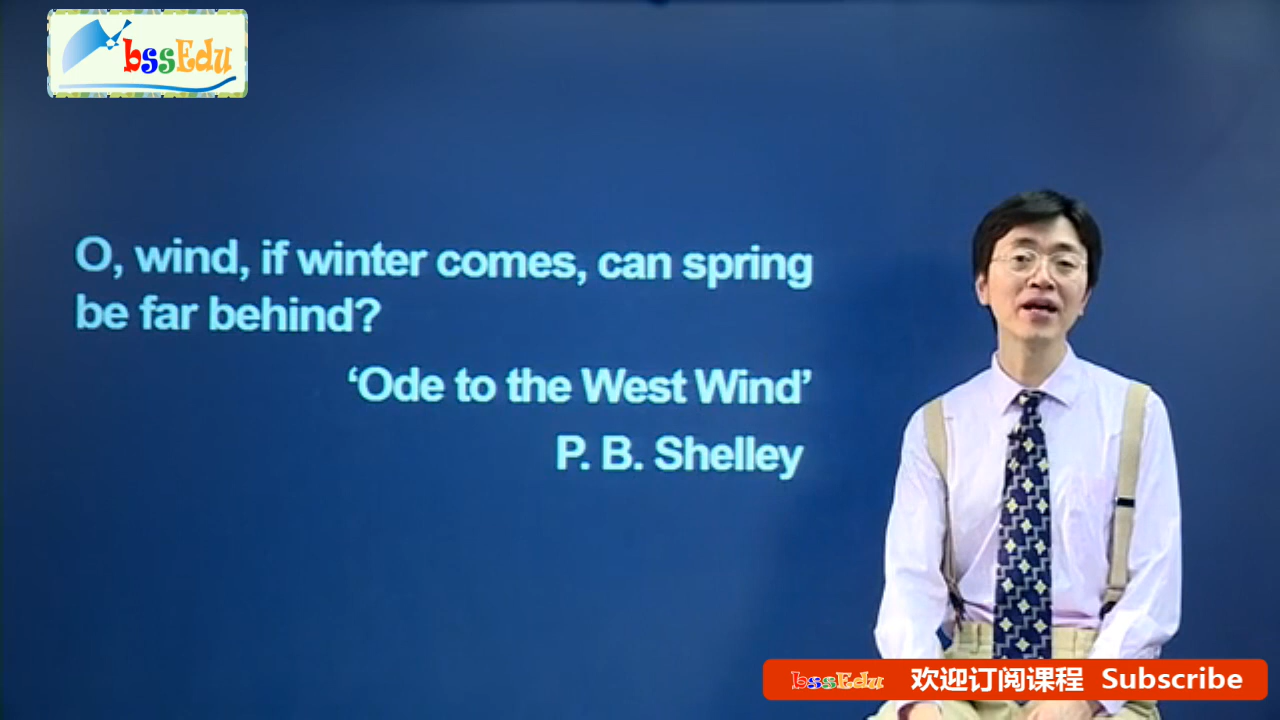 bssEdu
O, wind, if winter comes, can spring
be far behind?
‘Ode to the West Wind’
P. B. Shelley
bssEdu 欢迎订阅课程 Subscribe